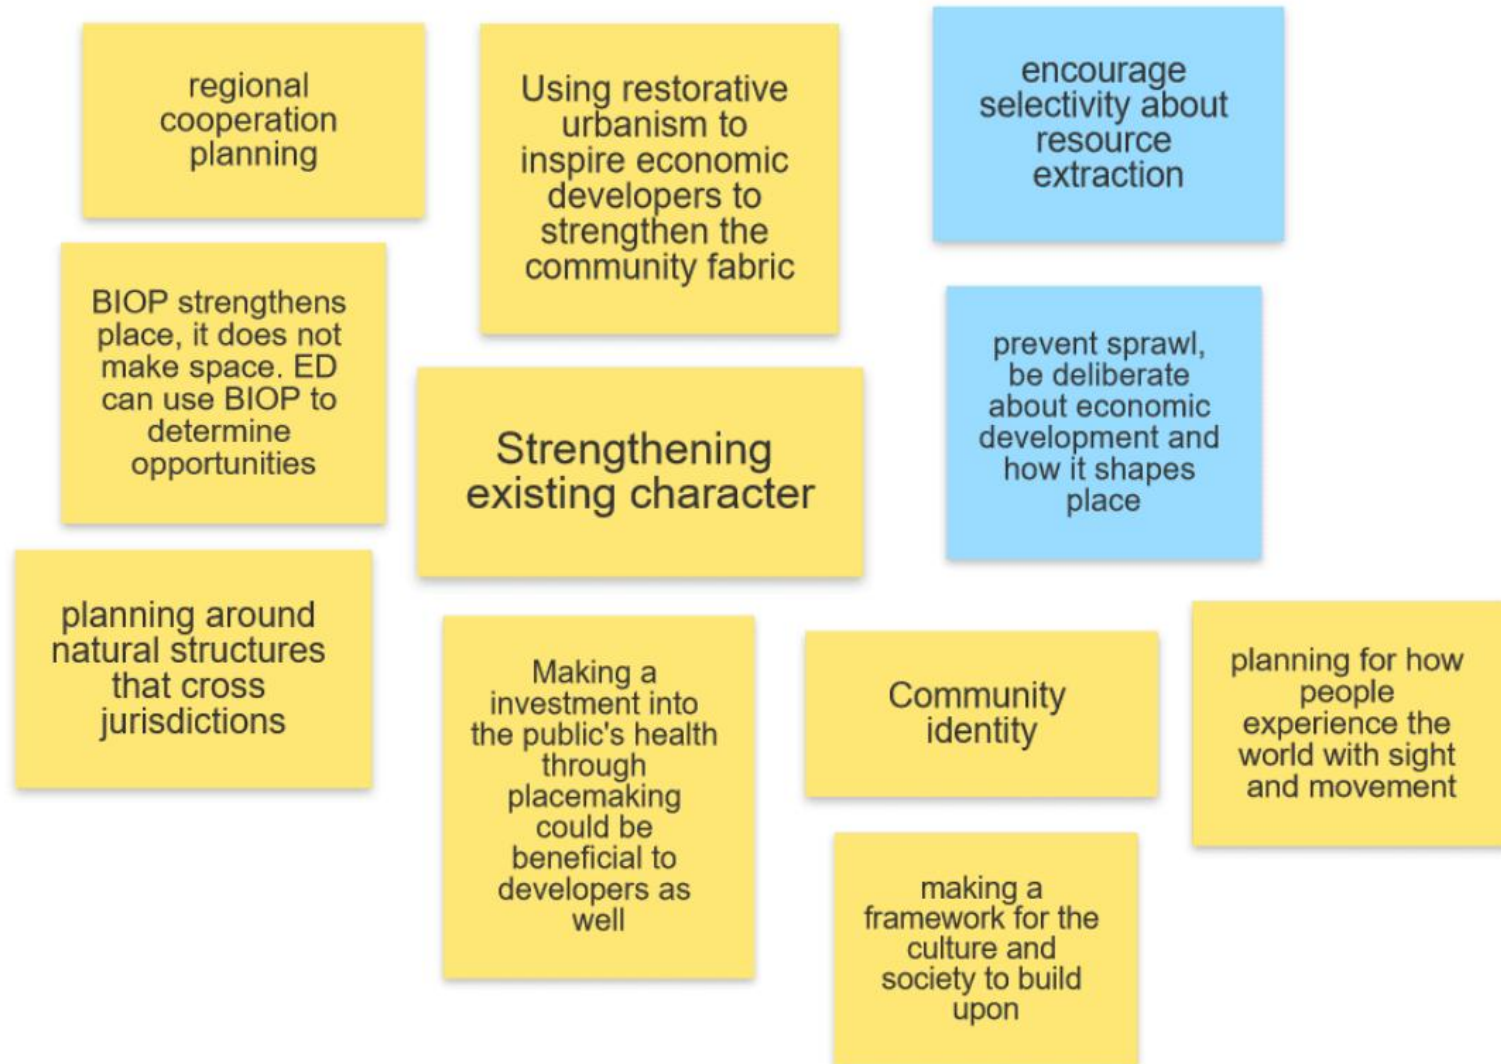 regional
cooperation
planning
Using restorative
urbanism to
inspire economic
developers to
strengthen the
community fabric
encourage
selectivity about
resource
extraction
BIOP strengthens
place, it does not
make space. ED
can use BIOP to
determine
opportunities
prevent sprawl,
be deliberate
about economic
development and
how it shapes
place
Strengthening
existing character
planning around
natural structures
that cross
jurisdictions
Making a
investment into
the public's health
through
placemaking
could be
beneficial to
developers as
well
Community
identity
planning for how
people
experience the
world with sight
and movement
making a
framework for the
culture and
society to build
upon